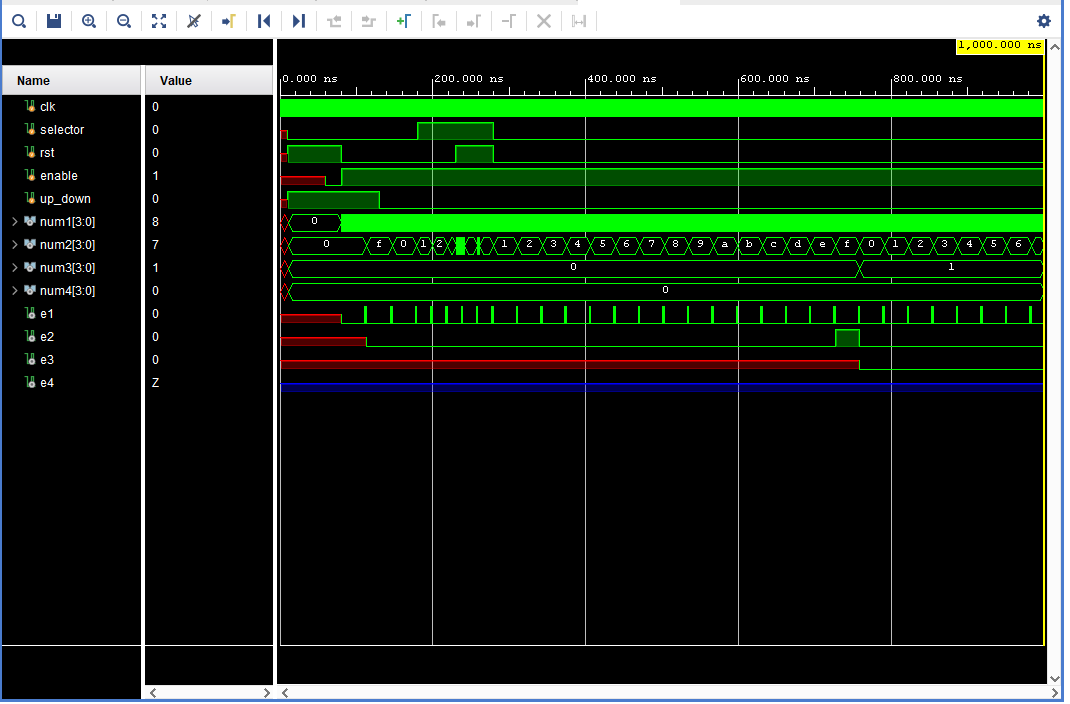 1,000.000 ns
0.000 ns 200.000 ns 400.000 ns 600.000 ns 800.000 ns
Name Value
clk 0
selector 0
rst 0
enable 1
up_down 0
num1[3:0] 8 0
num2[3:0] 7 0 f 0 1 2 1 2 3 4 5 6 7 8 9 a b c d e f 0 1 2 3 4 5 6
num3[3:0] 1 0 1
num4[3:0] 0 0
e1 0
e2 0
e3 0
e4 Z